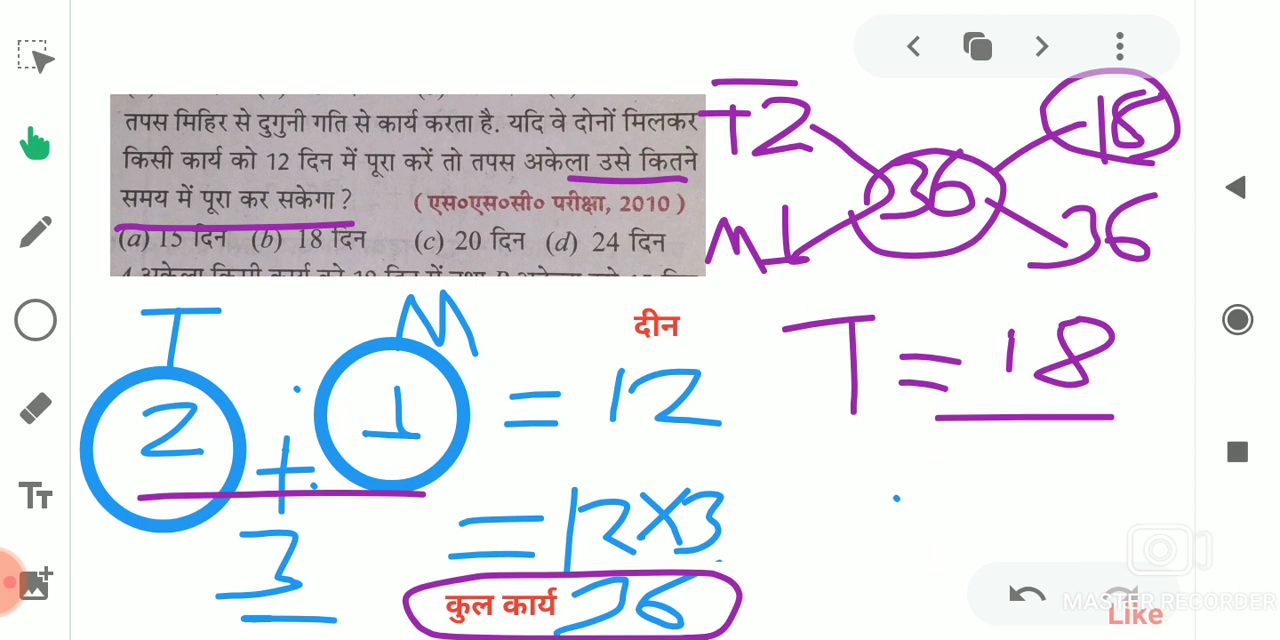 तपस मिहिर से दुगुनी गति से कार्य करता है. यदि वे दोनों मिलकर
किसी कार्य को 12 दिन में पूरा करें तो तपस अकेला उसे कितने
समय में पूरा कर सकेगा ? ( एस०एस०सी० परीक्षा, 2010 )
(a) 15 दिन (b) 18 दिन (c) 20 दिन (d) 24 दिन
T2
M1
36
18
36
T = 18
T M
2 : 1 = 12
दीन
+
3
= 12×3
कुल कार्य 36
TT
MASTER RECORDER
Like